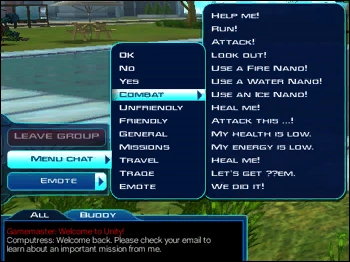 HELP ME!
RUN!
ATTACK!
LOOK OUT!
USE A FIRE NANO!
USE A WATER NANO!
USE AN ICE NANO!
HEAL ME!
ATTACK THIS ...!
MY HEALTH IS LOW.
MY ENERGY IS LOW.
HEAL ME!
LET'S GET ??EM.
WE DID IT!
OK
NO
YES
COMBAT
UNFRIENDLY
FRIENDLY
GENERAL
MISSIONS
TRAVEL
TRADE
EMOTE
LEAVE GROUP
MENU CHAT
EMOTE
ALL BUDDY
Gamemaster: Welcome to Unity!
Computress: Welcome back. Please check your email to
learn about an important mission from me.